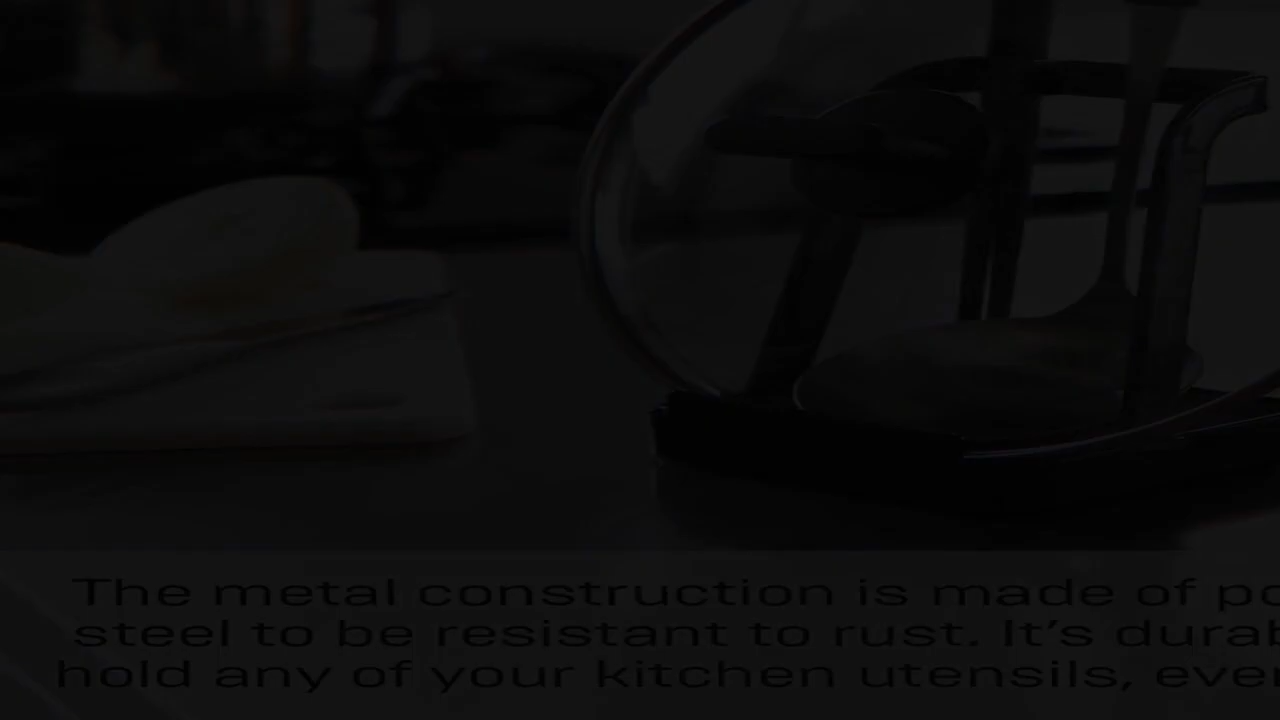 The metal construction is made of
steel to be resistant to rust. It's
hold any of your kitchen utensils,